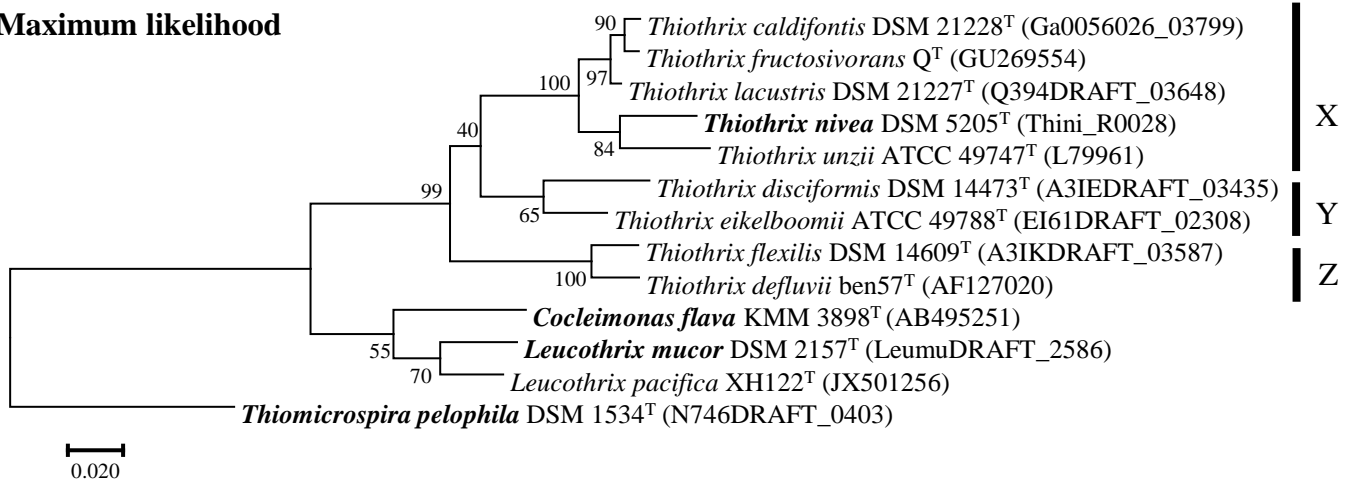 Maximum likelihood
90
Thiothrix caldifontis DSM 21228ᵀ (Ga0056026_03799)
Thiothrix fructosivorans Qᵀ (GU269554)
97
100
Thiothrix lacustris DSM 21227ᵀ (Q394DRAFT_03648)
X
Thiothrix nivea DSM 5205ᵀ (Thini_R0028)
40
84
Thiothrix unzii ATCC 49747ᵀ (L79961)
99
Thiothrix disciformis DSM 14473ᵀ (A3IEDRAFT_03435)
65
Thiothrix eikelboomii ATCC 49788ᵀ (EI61DRAFT_02308)
Y
Thiothrix flexilis DSM 14609ᵀ (A3IKDRAFT_03587)
100
Thiothrix defluvii ben57ᵀ (AF127020)
Z
Cocleimonas flava KMM 3898ᵀ (AB495251)
55
Leucothrix mucor DSM 2157ᵀ (LeumuDRAFT_2586)
70
Leucothrix pacifica XH122ᵀ (JX501256)
Thiomicrospira pelophila DSM 1534ᵀ (N746DRAFT_0403)
0.020